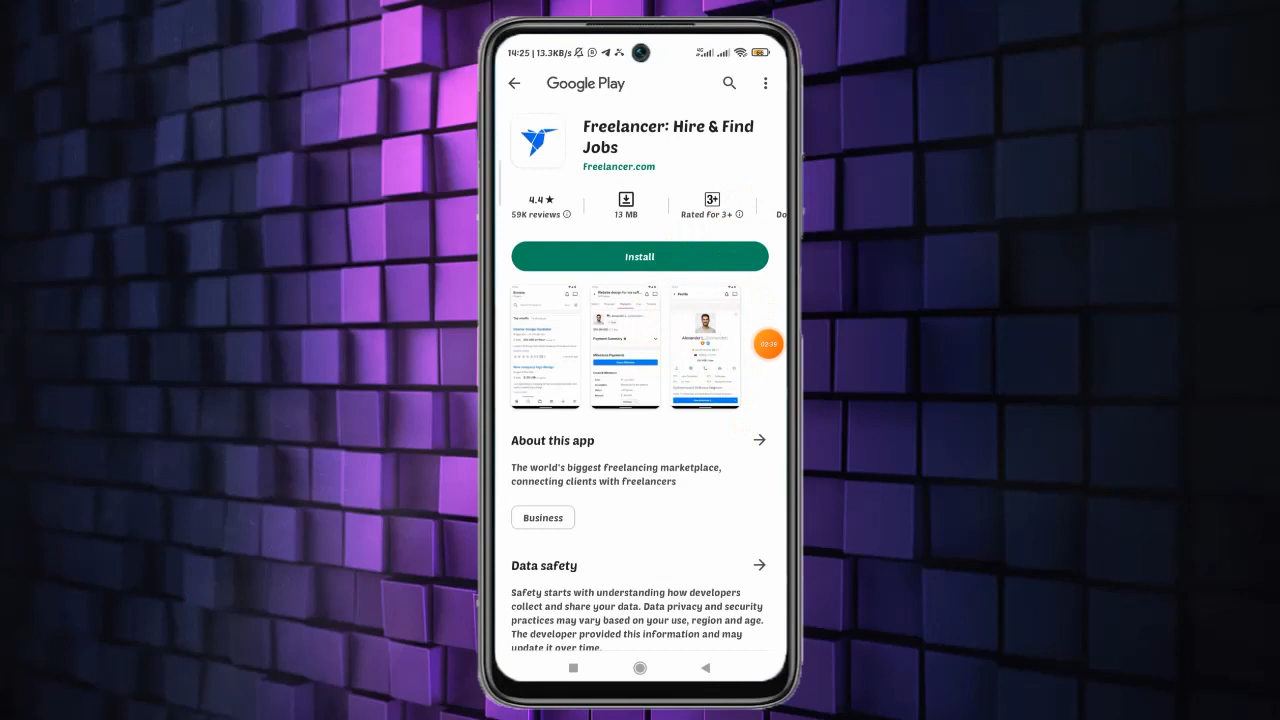 14:25 | 13.3KB/s
Google Play
Freelancer: Hire & Find
Jobs
Freelancer.com
4.4★
59K reviews
13 MB
3+
Rated for 3+
Do
Install
About this app
The world's biggest freelancing marketplace,
connecting clients with freelancers
Business
Data safety
Safety starts with understanding how developers
collect and share your data. Data privacy and security
practices may vary based on your use, region and age.
The developer provided this information and may
update it over time.